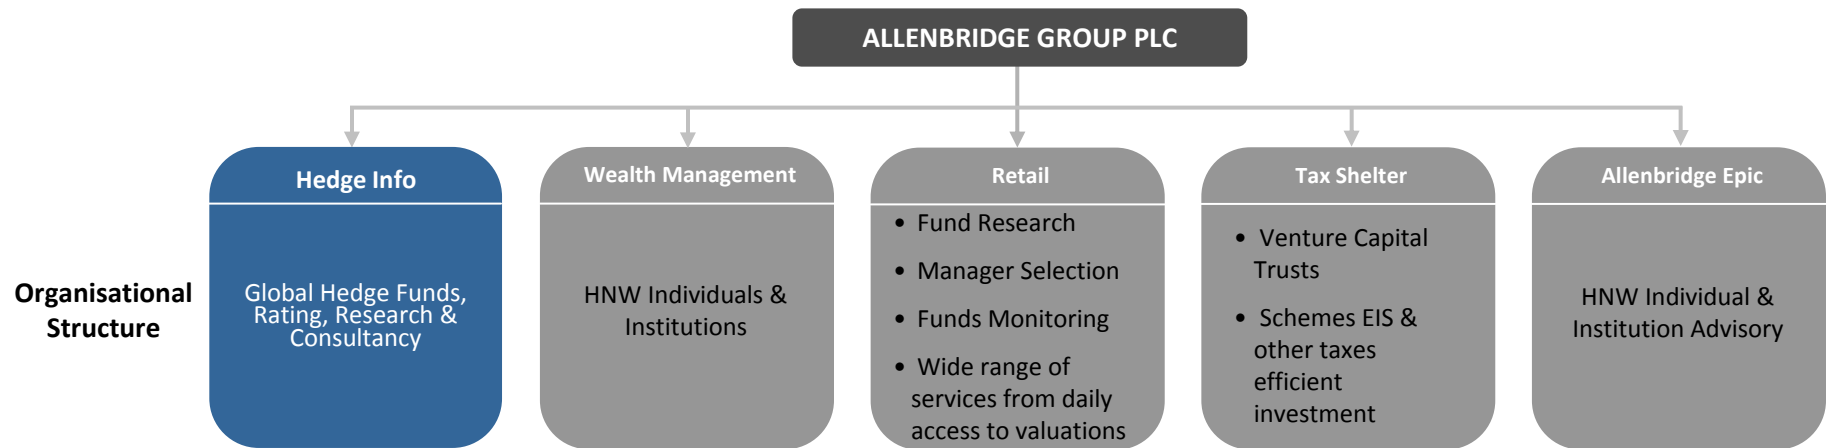 ALLENBRIDGE GROUP PLC
Organisational
Structure
Hedge Info
Global Hedge Funds,
Rating, Research &
Consultancy
Wealth Management
HNW Individuals &
Institutions
Retail
• Fund Research
• Manager Selection
• Funds Monitoring
• Wide range of
services from daily
access to valuations
Tax Shelter
• Venture Capital
Trusts
• Schemes EIS &
other taxes
efficient
investment
Allenbridge Epic
HNW Individual &
Institution Advisory